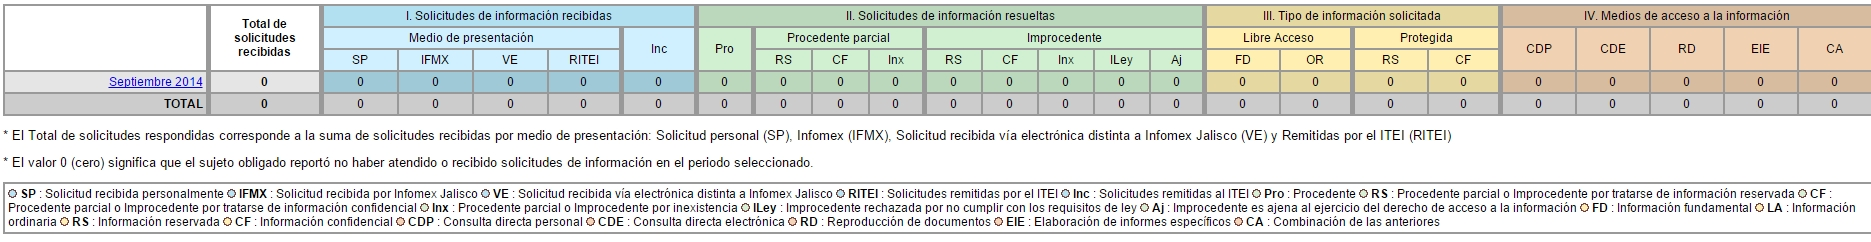 Total de solicitudes recibidas I. Solicitudes de información recibidas II. Solicitudes de información resueltas III. Tipo de información solicitada IV. Medios de acceso a la información
Medio de presentación Inc Pro Procedente parcial Improcedente Libre Acceso Protegida CDP CDE RD EIE CA
SP IFMX VE RITEI RS CF Inx RS CF Inx ILey Aj FD OR RS CF
Septiembre 2014 0 0 0 0 0 0 0 0 0 0 0 0 0 0 0 0 0 0 0 0 0 0 0 0
TOTAL 0 0 0 0 0 0 0 0 0 0 0 0 0 0 0 0 0 0 0 0 0 0 0 0
* El Total de solicitudes respondidas corresponde a la suma de solicitudes recibidas por medio de presentación: Solicitud personal (SP), Infomex (IFMX), Solicitud recibida vía electrónica distinta a Infomex Jalisco (VE) y Remitidas por el ITEI (RITEI)
* El valor 0 (cero) significa que el sujeto obligado reportó no haber atendido o recibido solicitudes de información en el periodo seleccionado.
SP : Solicitud recibida personalmente IFMX : Solicitud recibida por Infomex Jalisco VE : Solicitud recibida vía electrónica distinta a Infomex Jalisco RITEI : Solicitudes remitidas por el ITEI Inc : Solicitudes remitidas al ITEI Pro : Procedente RS : Procedente parcial o Improcedente por tratarse de información reservada CF :
Procedente parcial o Improcedente por tratarse de información confidencial Inx : Procedente parcial o Improcedente por inexistencia ILey : Improcedente rechazada por no cumplir con los requisitos de ley Aj : Improcedente es ajena al ejercicio del derecho de acceso a la información FD : Información fundamental LA : Información
ordinaria RS : Información reservada CF : Información confidencial CDP : Consulta directa personal CDE : Consulta directa electrónica RD : Reproducción de documentos EIE : Elaboración de informes específicos CA : Combinación de las anteriores